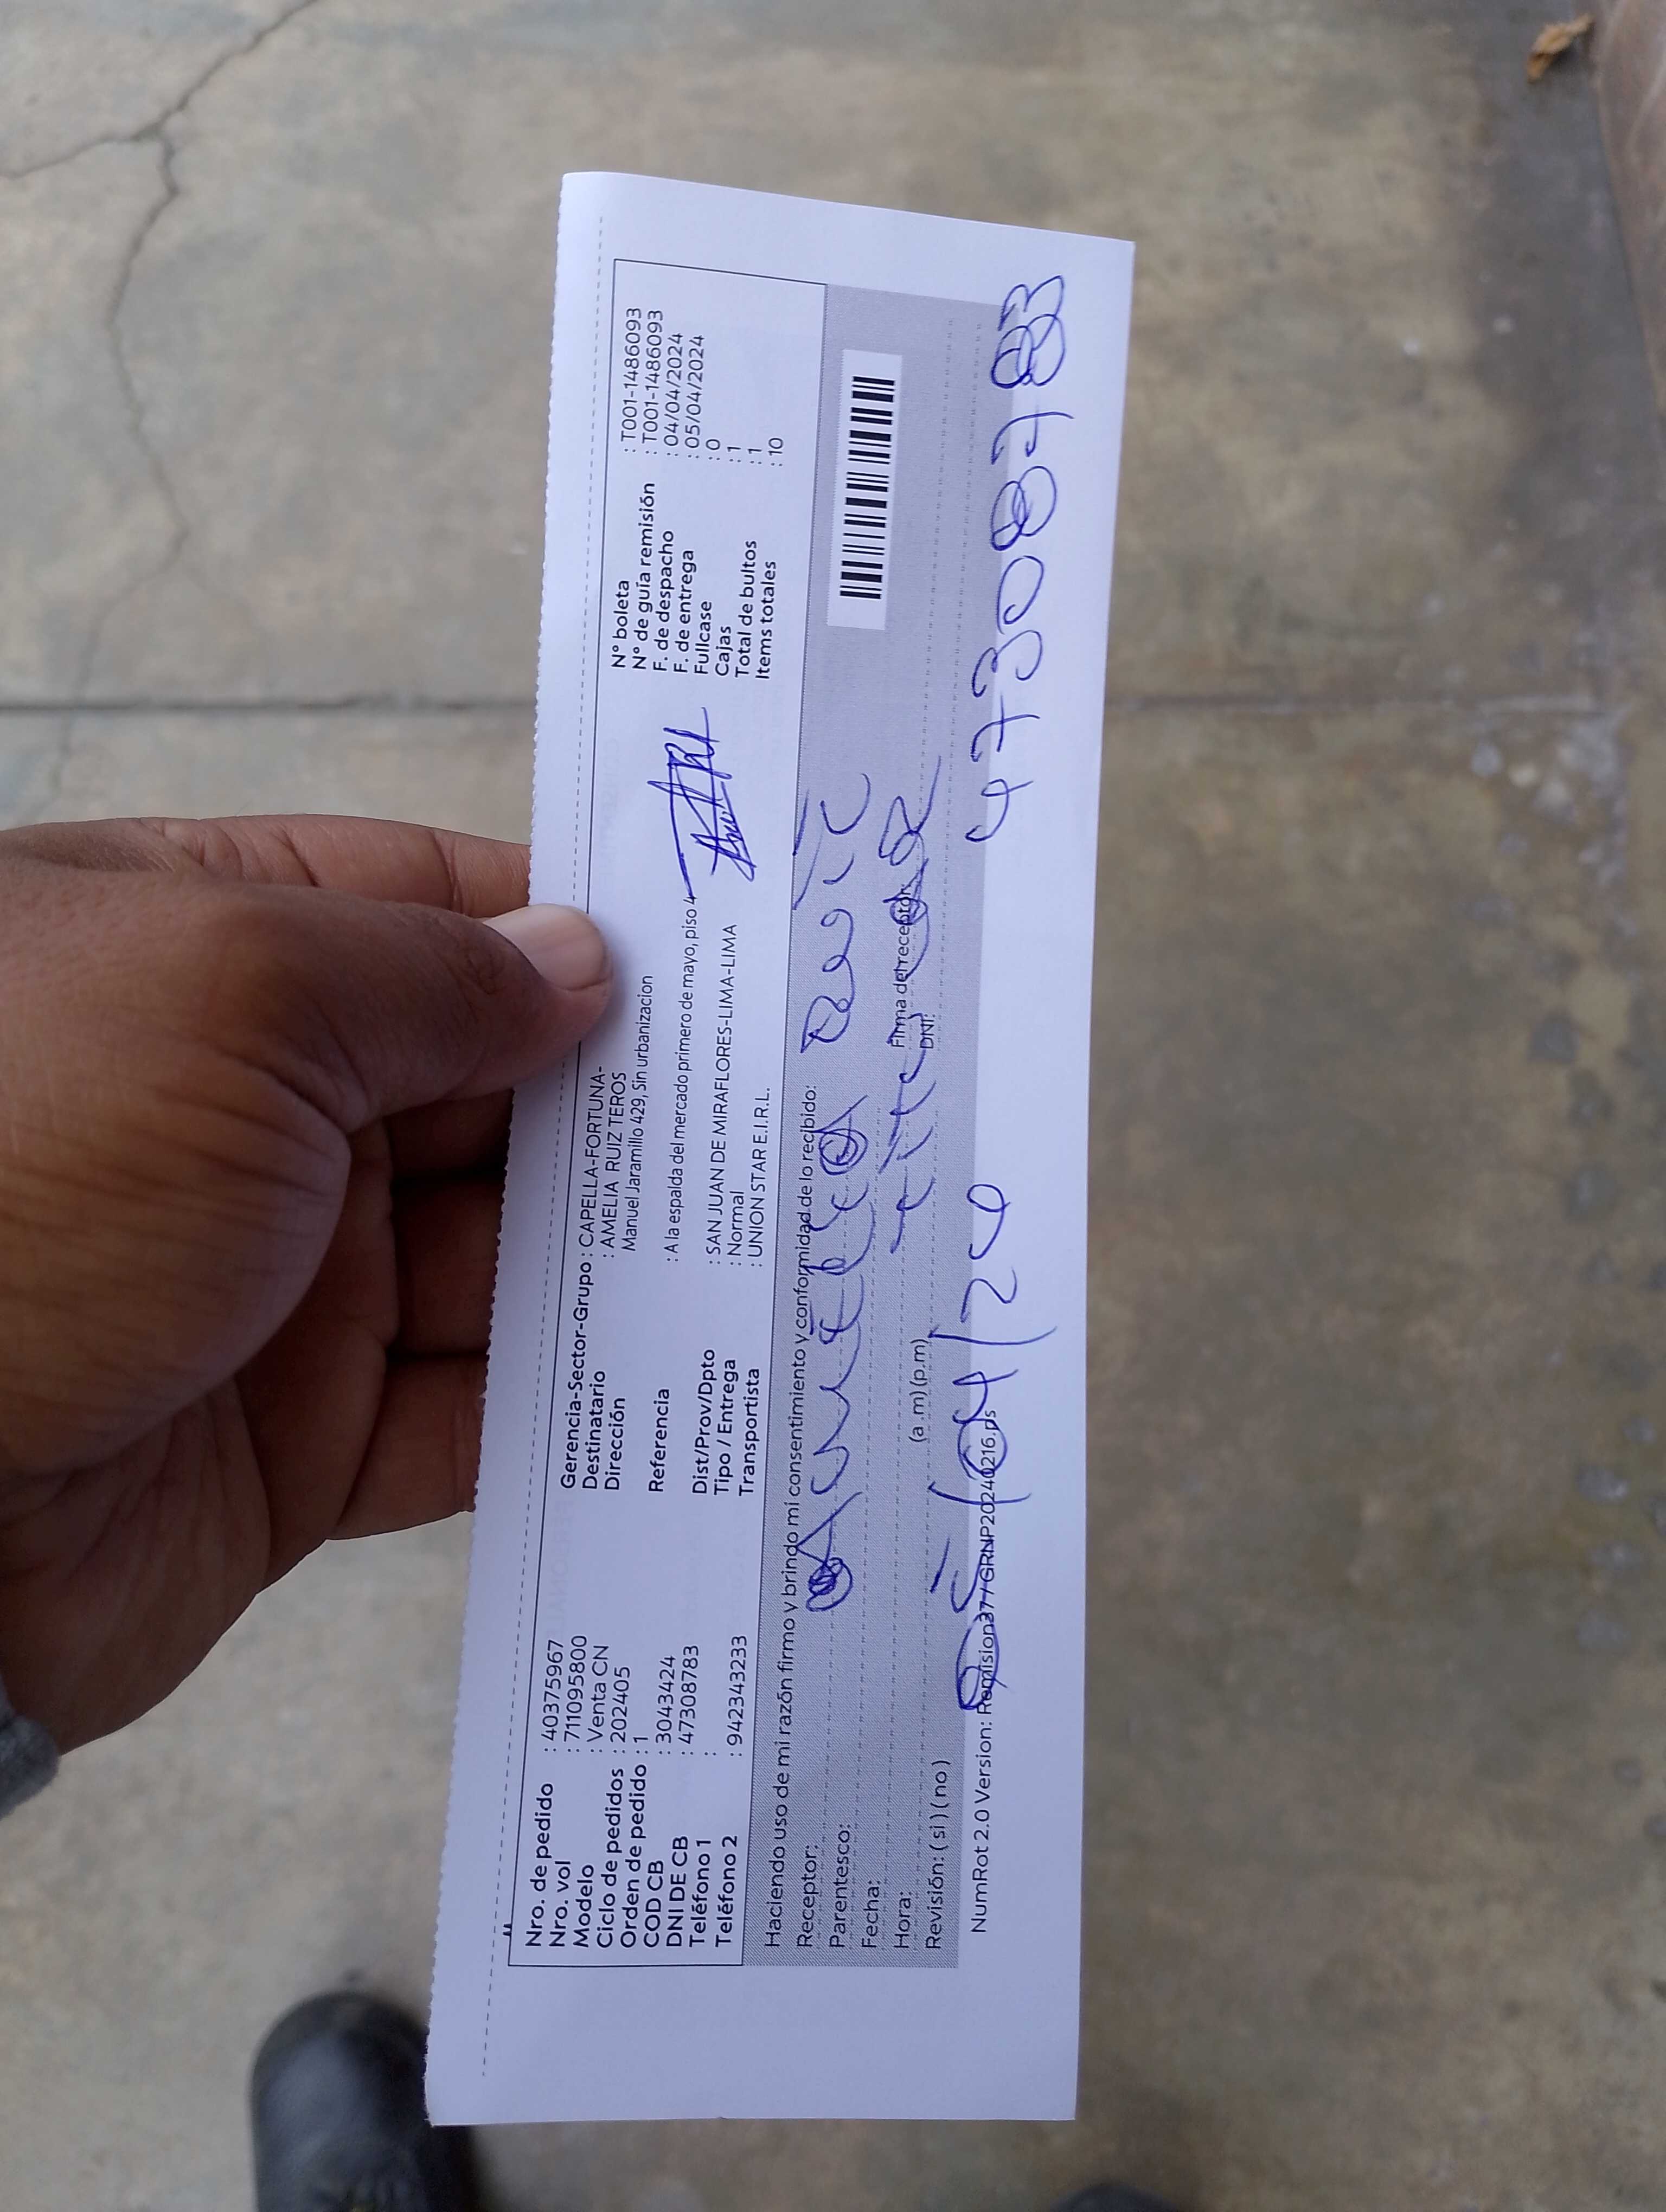 Nro. de pedido : 40375967
Nro. vol : 711095800
Modelo : Venta CN
Ciclo de pedidos : 202405
Orden de pedido : 1
COD CB : 3043424
DNI DE CB : 47308783
Teléfono 1 :
Teléfono 2 : 942343233
Gerencia-Sector-Grupo : CAPELLA-FORTUNA-
Destinatario : AMELIA RUIZ TEROS
Dirección Manuel Jaramillo 429, Sin urbanizacion
Referencia : A la espalda del mercado primero de mayo, piso 4
Dist/Prov/Dpto : SAN JUAN DE MIRAFLORES-LIMA-LIMA
Tipo / Entrega : Normal
Transportista : UNION STAR E.I.R.L.
N° boleta : T001-1486093
N° de guía remisión : T001-1486093
F. de despacho : 04/04/2024
F. de entrega : 05/04/2024
Fullcase : 0
Cajas : 1
Total de bultos : 1
Items totales : 10
Haciendo uso de mi razón firmo y brindo mi consentimiento y conformidad de lo recibido:
Receptor: Amelia Ruiz
Parentesco:
Fecha:
Hora: (a.m) (p.m)
Revisión: ( si ) ( no )
Firma del receptor
DNI:
47308783
NumRot 2.0 Version: Remision37 / GRNP20240216.ps